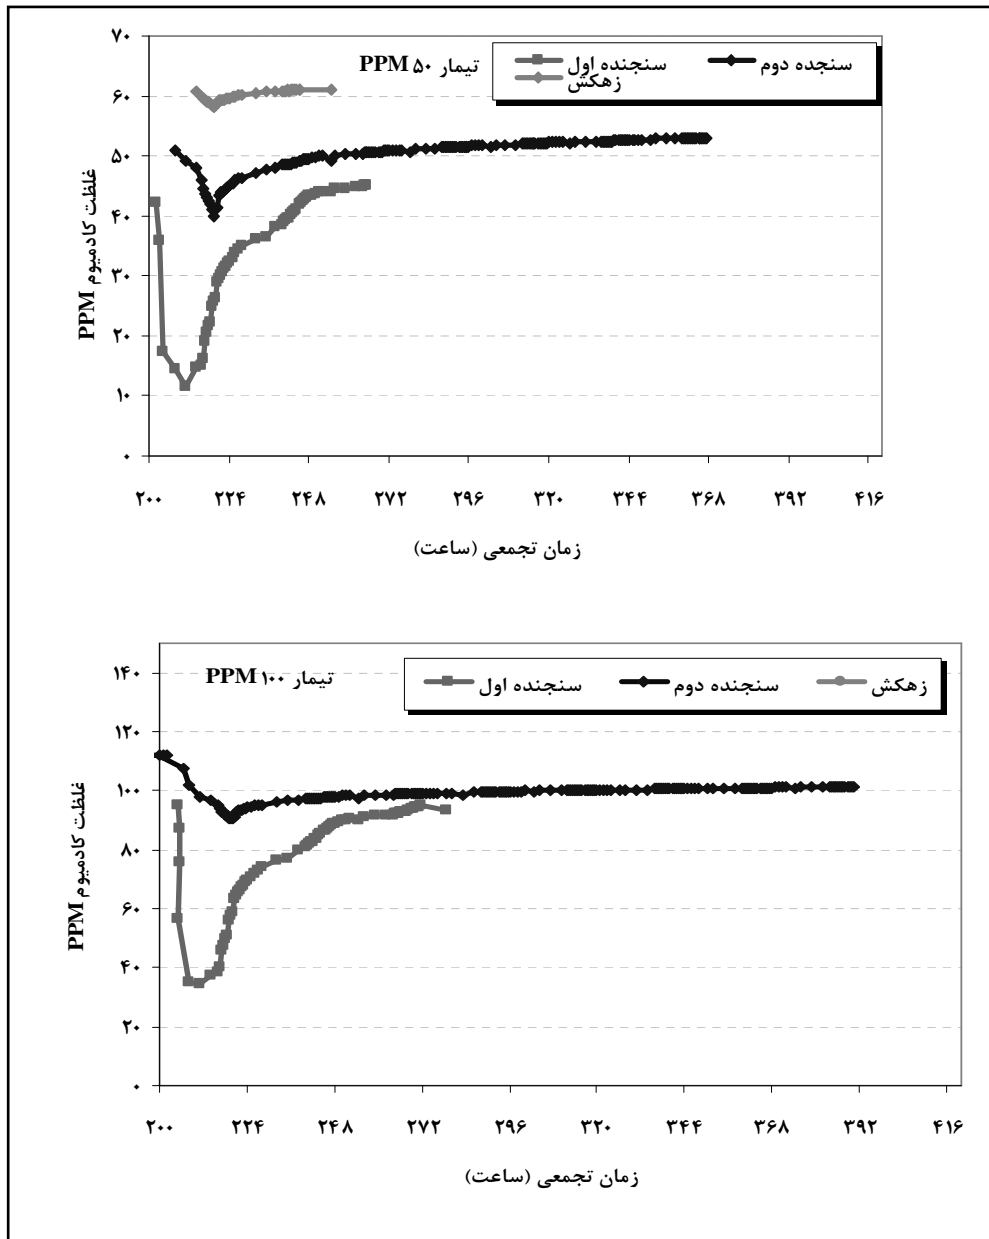 تیمار ۵۰ PPM
سنجنده اول
سنجده دوم
زهکش
غلظت کادمیوم PPM
۷۰
۶۰
۵۰
۴۰
۳۰
۲۰
۱۰
۰
۲۰۰ ۲۲۴ ۲۴۸ ۲۷۲ ۲۹۶ ۳۲۰ ۳۴۴ ۳۶۸ ۳۹۲ ۴۱۶
زمان تجمعی (ساعت)
تیمار ۱۰۰ PPM
سنجنده اول
سنجنده دوم
زهکش
غلظت کادمیوم PPM
۱۴۰
۱۲۰
۱۰۰
۸۰
۶۰
۴۰
۲۰
۰
۲۰۰ ۲۲۴ ۲۴۸ ۲۷۲ ۲۹۶ ۳۲۰ ۳۴۴ ۳۶۸ ۳۹۲ ۴۱۶
زمان تجمعی (ساعت)